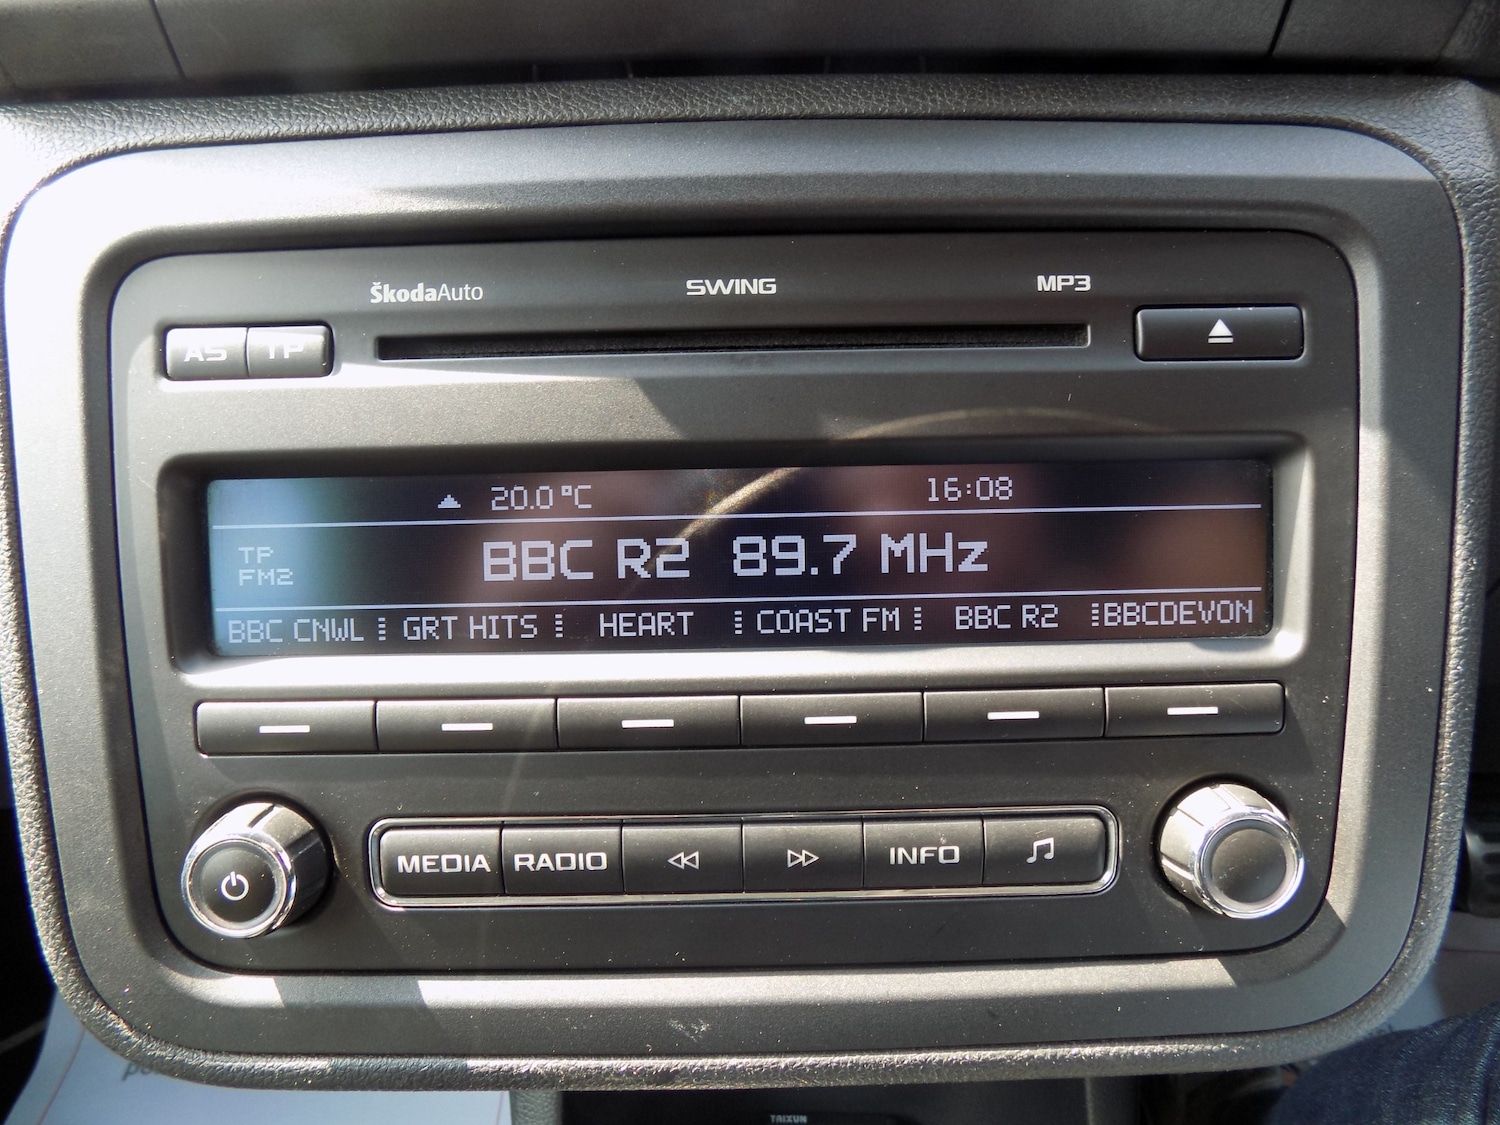 ŠkodaAuto SWING MP3
AS TP
20.0°C 16:08
TP
FM2
BBC R2 89.7 MHz
BBC CNWL GRT HITS HEART COAST FM BBC R2 BBCDEVON
MEDIA RADIO INFO
TAIXUN